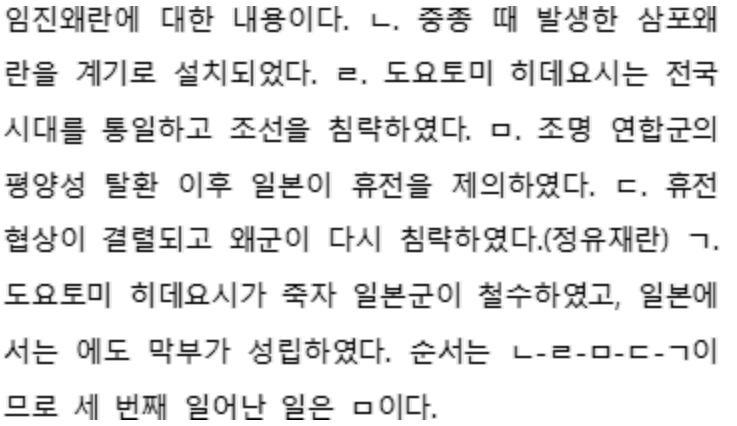 임진왜란에 대한 내용이다. ㄴ. 중종 때 발생한 삼포왜
란을 계기로 설치되었다. ㄹ. 도요토미 히데요시는 전국
시대를 통일하고 조선을 침략하였다. ㅁ. 조명 연합군의
평양성 탈환 이후 일본이 휴전을 제의하였다. ㄷ. 휴전
협상이 결렬되고 왜군이 다시 침략하였다.(정유재란) ㄱ.
도요토미 히데요시가 죽자 일본군이 철수하였고, 일본에
서는 에도 막부가 성립하였다. 순서는 ㄴ-ㄹ-ㅁ-ㄷ-ㄱ이
므로 세 번째 일어난 일은 ㅁ이다.